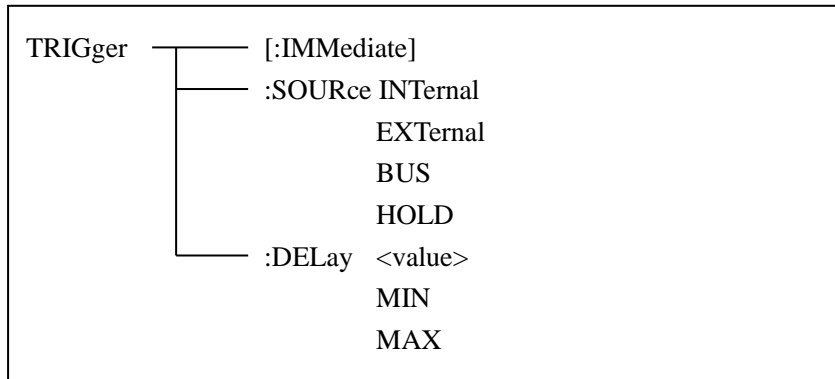 TRIGger [:IMMediate]
:SOURce INTernal
EXTernal
BUS
HOLD
:DELay <value>
MIN
MAX